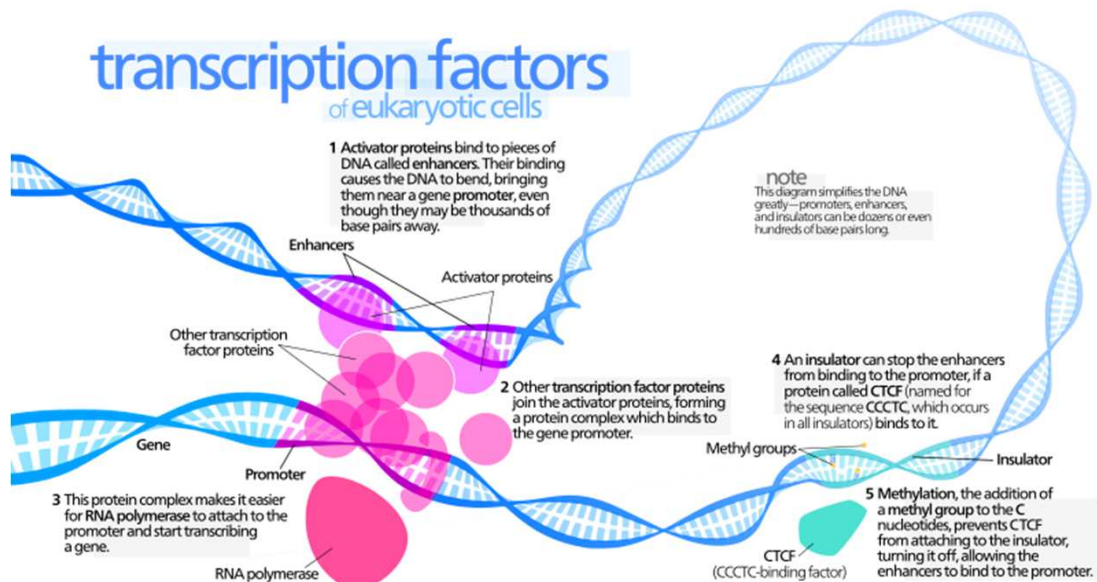 transcription factors
of eukaryotic cells
1 Activator proteins bind to pieces of
DNA called enhancers. Their binding
causes the DNA to bend, bringing
them near a gene promoter, even
though they may be thousands of
base pairs away.
note
This diagram simplifies the DNA
greatly—promoters, enhancers,
and insulators can be dozens or even
hundreds of base pairs long.
Enhancers
Activator proteins
Other transcription
factor proteins
2 Other transcription factor proteins
join the activator proteins, forming
a protein complex which binds to
the gene promoter.
4 An insulator can stop the enhancers
from binding to the promoter, if a
protein called CTCF (named for
the sequence CCCTC, which occurs
in all insulators) binds to it.
Gene
Promoter
Methyl groups
Insulator
3 This protein complex makes it easier
for RNA polymerase to attach to the
promoter and start transcribing
a gene.
RNA polymerase
CTCF
(CCCTC-binding factor)
5 Methylation, the addition of
a methyl group to the C
nucleotides, prevents CTCF
from attaching to the insulator,
turning it off, allowing the
enhancers to bind to the promoter.